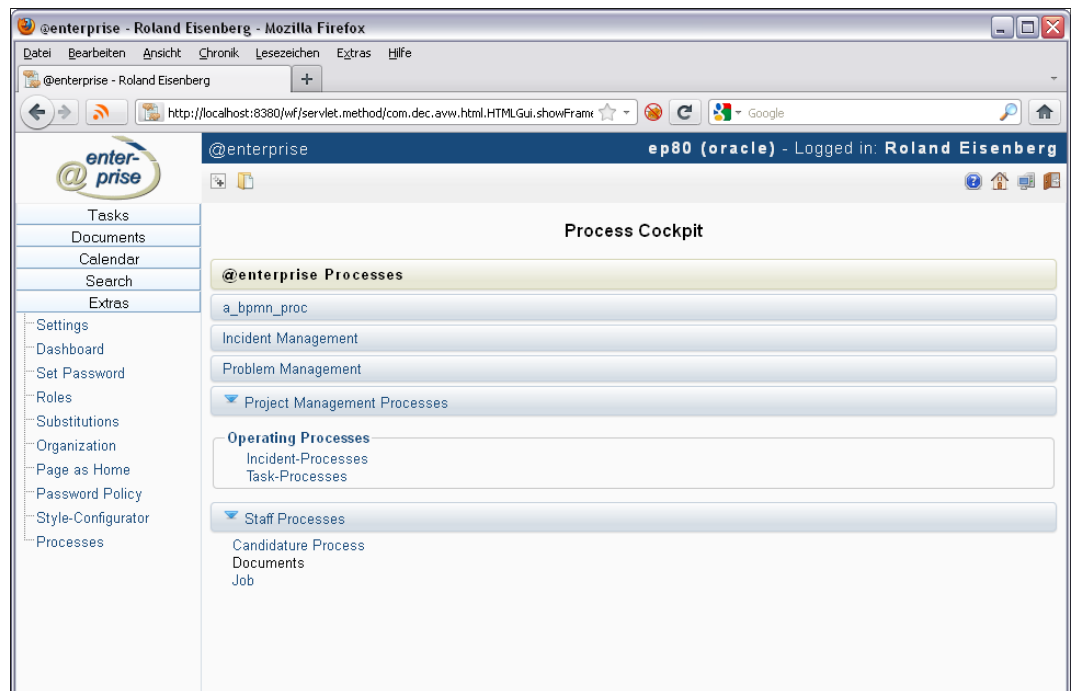 @enterprise - Roland Eisenberg - Mozilla Firefox
Datei Bearbeiten Ansicht Chronik Lesezeichen Extras Hilfe
@enterprise - Roland Eisenberg
http://localhost:8380/wf/servlet.method/com.dec.avw.html.HTMLGui.showFrame
Google
enter-
@ prise
@enterprise
ep80 (oracle) - Logged in: Roland Eisenberg
Tasks
Documents
Calendar
Search
Extras
Settings
Dashboard
Set Password
Roles
Substitutions
Organization
Page as Home
Password Policy
Style-Configurator
Processes
Process Cockpit
@enterprise Processes
a_bpmn_proc
Incident Management
Problem Management
Project Management Processes
Operating Processes
Incident-Processes
Task-Processes
Staff Processes
Candidature Process
Documents
Job